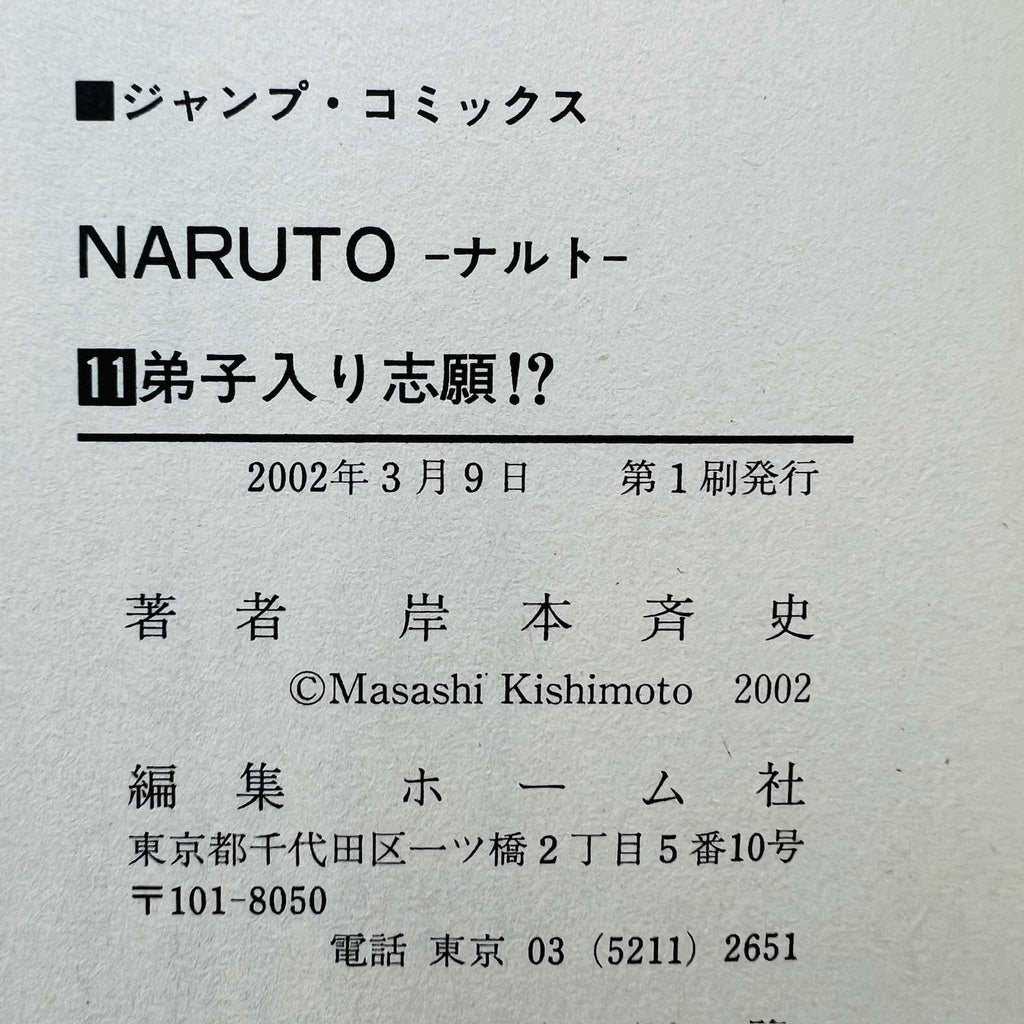 ■ジャンプ・コミックス
NARUTO －ナルト－
11弟子入り志願!?
2002年3月9日 第1刷発行
著者 岸本斉史
©Masashi Kishimoto 2002
編集 ホーム社
東京都千代田区一ツ橋2丁目5番10号
〒101-8050
電話 東京 03 (5211) 2651